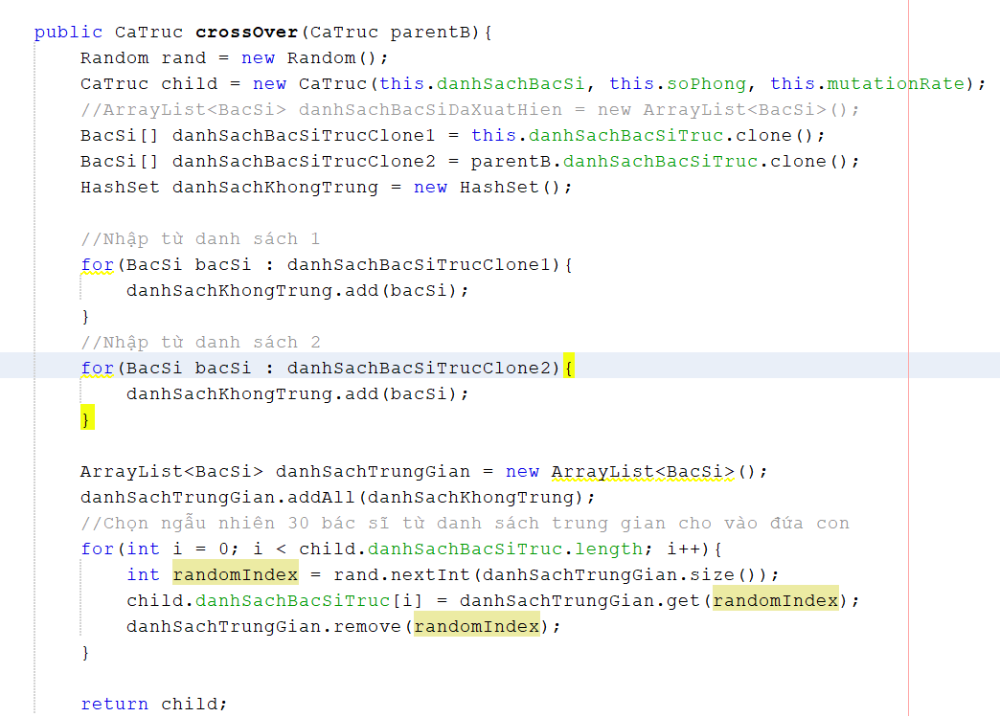 public CaTruc crossOver(CaTruc parentB){
Random rand = new Random();
CaTruc child = new CaTruc(this.danhSachBacSi, this.soPhong, this.mutationRate);
//ArrayList<BacSi> danhSachBacSiDaXuatHien = new ArrayList<BacSi>();
BacSi[] danhSachBacSiTrucClone1 = this.danhSachBacSiTruc.clone();
BacSi[] danhSachBacSiTrucClone2 = parentB.danhSachBacSiTruc.clone();
HashSet danhSachKhongTrung = new HashSet();
//Nhập từ danh sách 1
for(BacSi bacSi : danhSachBacSiTrucClone1){
danhSachKhongTrung.add(bacSi);
}
//Nhập từ danh sách 2
for(BacSi bacSi : danhSachBacSiTrucClone2){
danhSachKhongTrung.add(bacSi);
}
ArrayList<BacSi> danhSachTrungGian = new ArrayList<BacSi>();
danhSachTrungGian.addAll(danhSachKhongTrung);
//Chọn ngẫu nhiên 30 bác sĩ từ danh sách trung gian cho vào đứa con
for(int i = 0; i < child.danhSachBacSiTruc.length; i++){
int randomIndex = rand.nextInt(danhSachTrungGian.size());
child.danhSachBacSiTruc[i] = danhSachTrungGian.get(randomIndex);
danhSachTrungGian.remove(randomIndex);
}
return child;